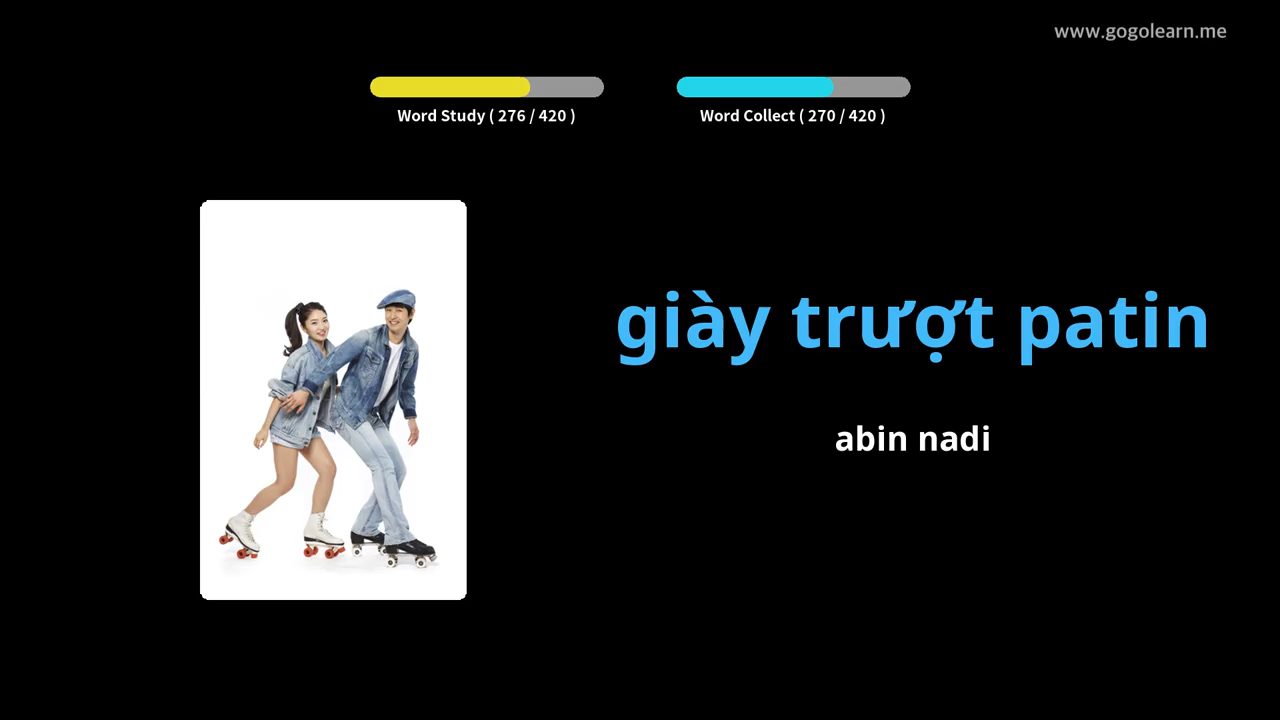 www.gogolearn.me
Word Study ( 276 / 420 )
Word Collect ( 270 / 420 )
giày trượt patin
abin nadi